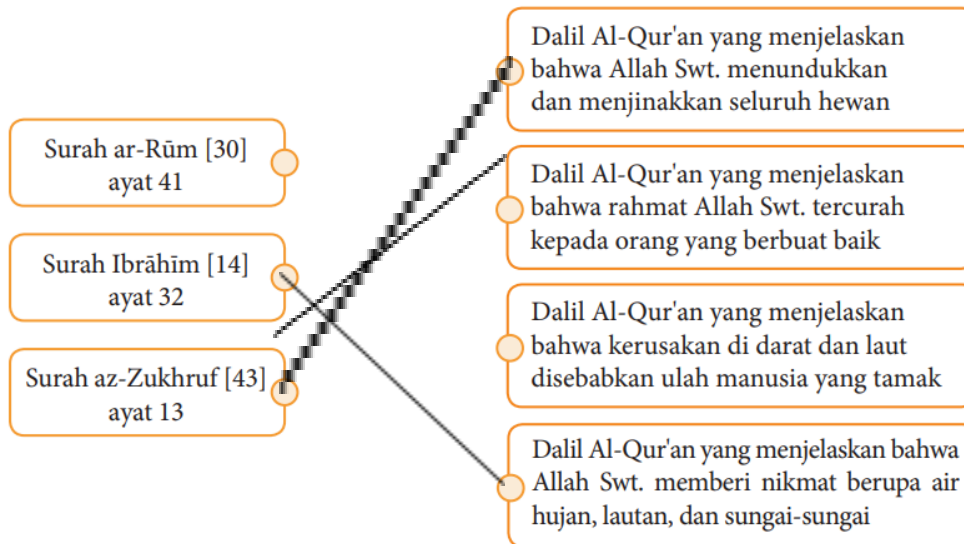 Surah ar-Rūm [30]
ayat 41
Surah Ibrāhīm [14]
ayat 32
Surah az-Zukhruf [43]
ayat 13
Dalil Al-Qur'an yang menjelaskan
bahwa Allah Swt. menundukkan
dan menjinakkan seluruh hewan
Dalil Al-Qur'an yang menjelaskan
bahwa rahmat Allah Swt. tercurah
kepada orang yang berbuat baik
Dalil Al-Qur'an yang menjelaskan
bahwa kerusakan di darat dan laut
disebabkan ulah manusia yang tamak
Dalil Al-Qur'an yang menjelaskan bahwa
Allah Swt. memberi nikmat berupa air
hujan, lautan, dan sungai-sungai